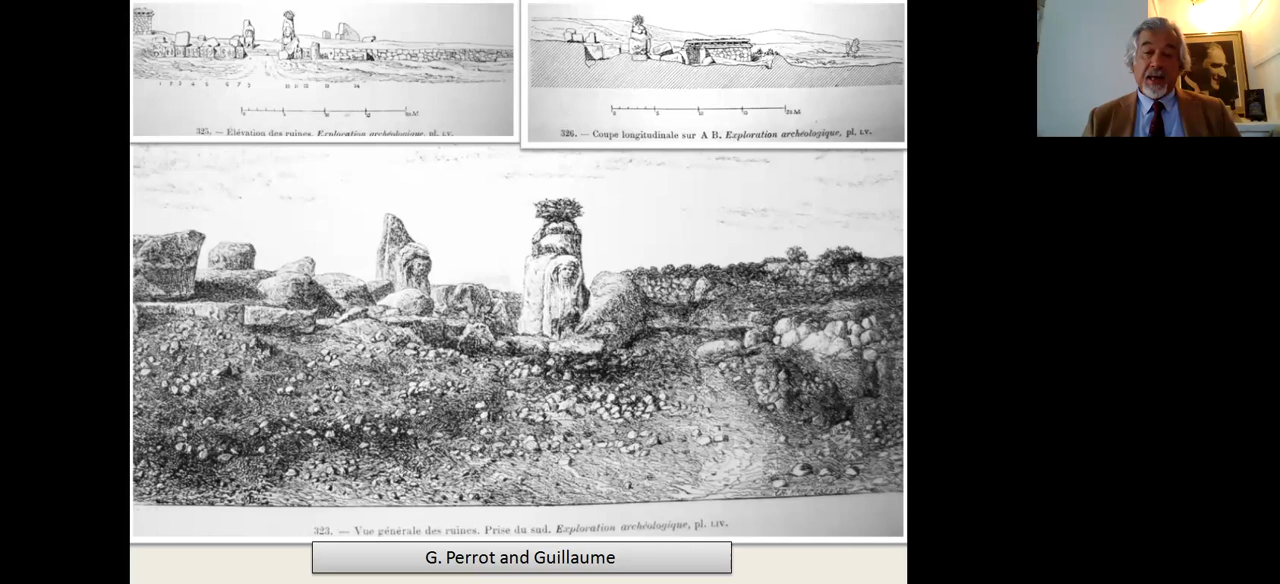 325. — Élévation des ruines. Exploration archéologique, pl. LV.
326. — Coupe longitudinale sur A B. Exploration archéologique, pl. LV.
323. — Vue générale des ruines. Prise du sud. Exploration archéologique, pl. LIV.
G. Perrot and Guillaume